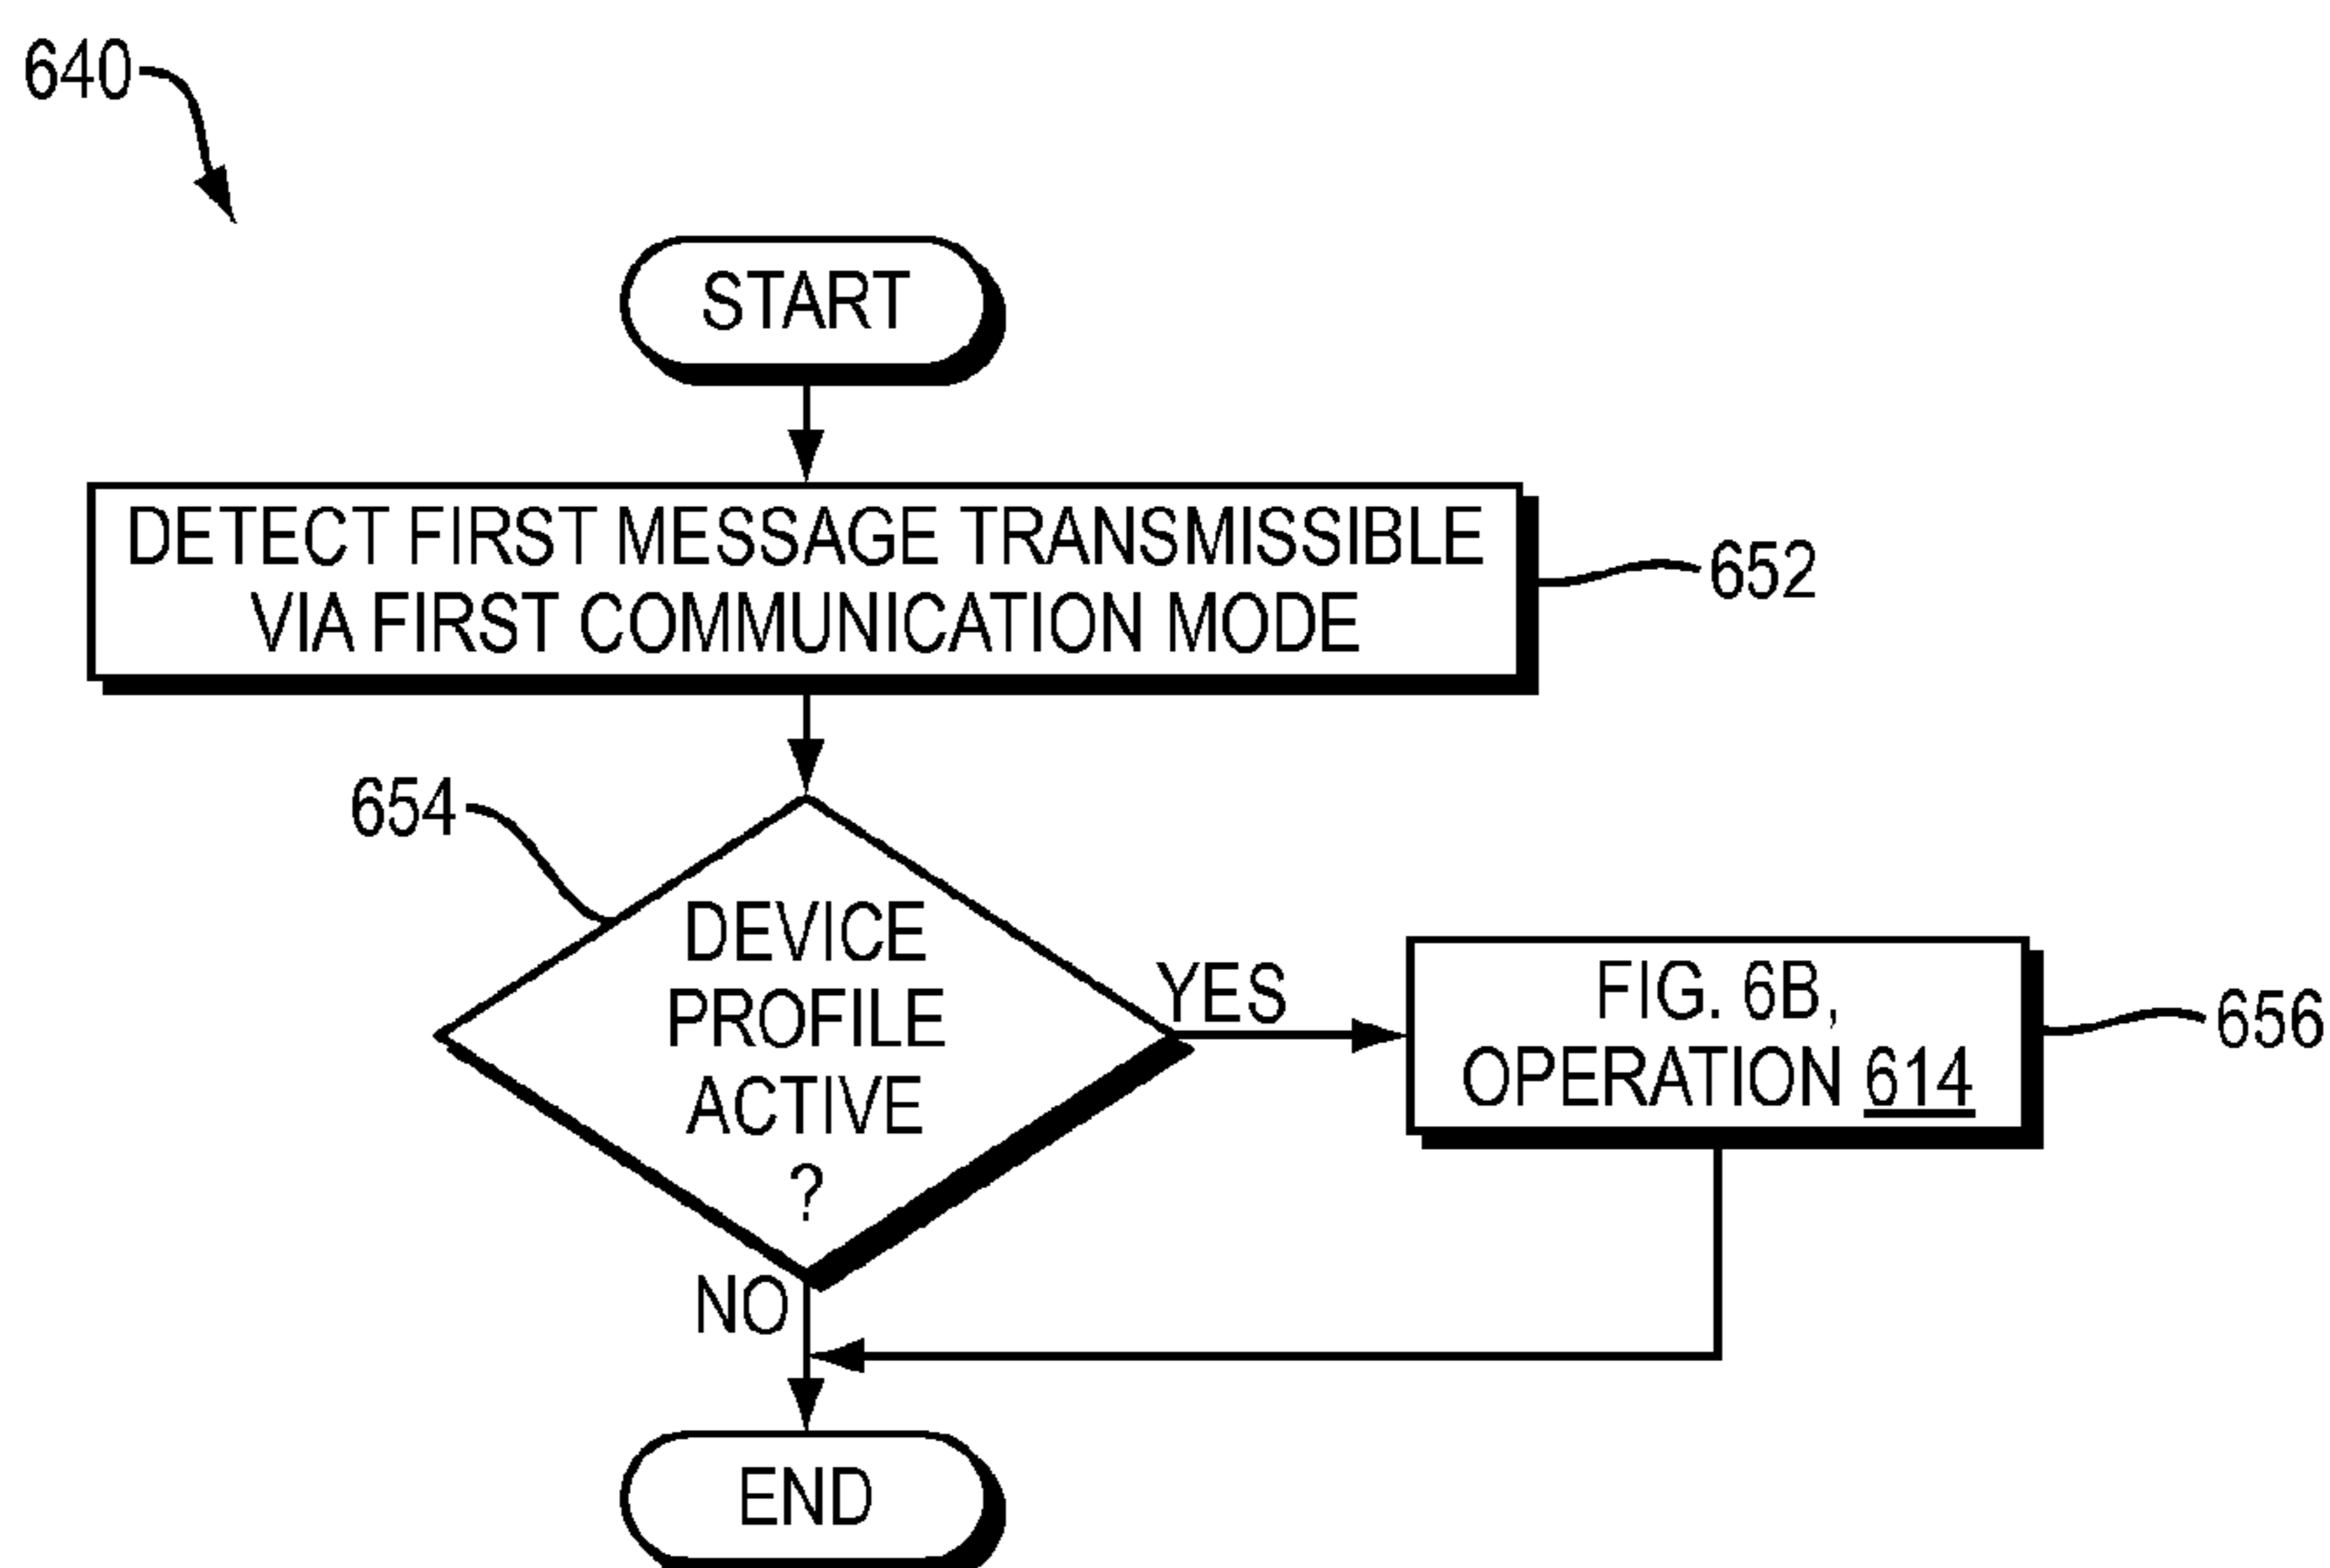 640
START
DETECT FIRST MESSAGE TRANSMISSIBLE
VIA FIRST COMMUNICATION MODE
652
654
DEVICE
PROFILE
ACTIVE
?
YES
FIG. 6B,
OPERATION 614
656
NO
END